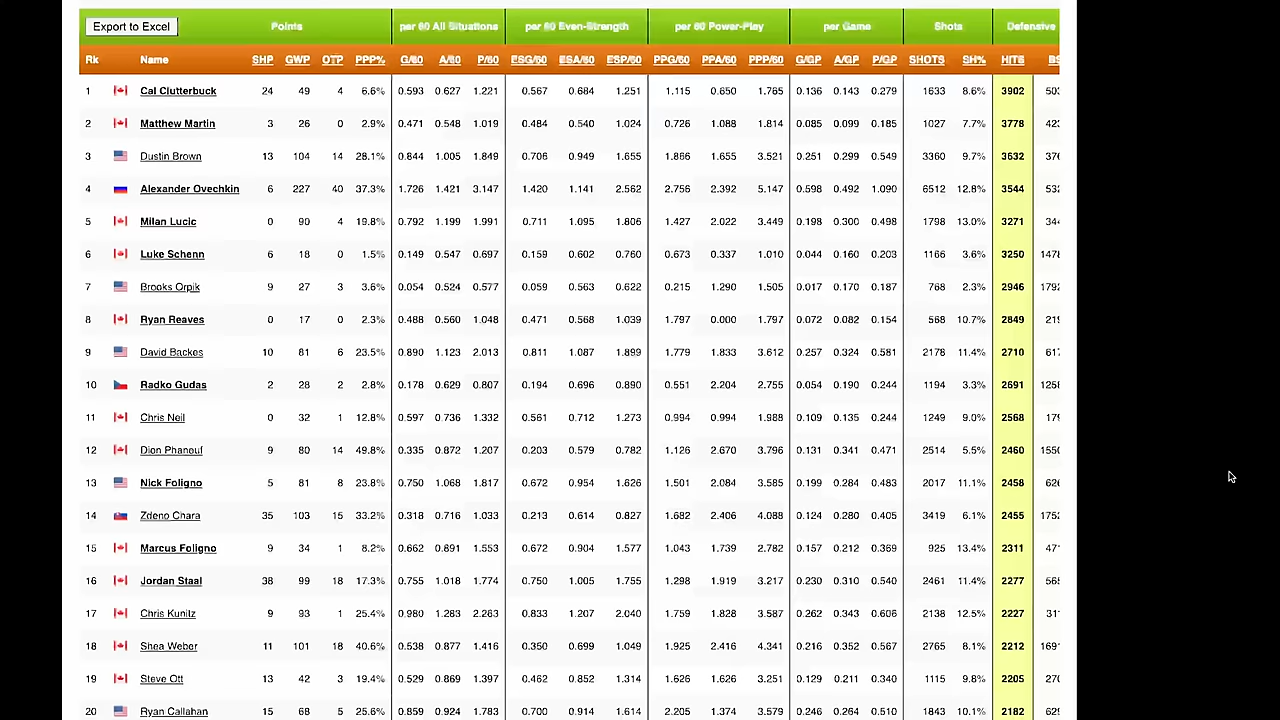 Export to Excel Points per 60 All Situations per 60 Even-Strength per 60 Power-Play per Game Shots Defensive
Rk Name SHP GWP OTP PPP% G/60 A/60 P/60 ESG/60 ESA/60 ESP/60 PPG/60 PPA/60 PPP/60 G/GP A/GP P/GP SHOTS SH% HITS
1 Cal Clutterbuck 24 49 4 6.6% 0.593 0.627 1.221 0.567 0.684 1.251 1.115 0.650 1.765 0.136 0.143 0.279 1633 8.6% 3902
2 Matthew Martin 3 26 0 2.9% 0.471 0.548 1.019 0.484 0.540 1.024 0.726 1.088 1.814 0.085 0.099 0.185 1027 7.7% 3778
3 Dustin Brown 13 104 14 28.1% 0.844 1.005 1.849 0.706 0.949 1.655 1.866 1.655 3.521 0.251 0.299 0.549 3360 9.7% 3632
4 Alexander Ovechkin 6 227 40 37.3% 1.726 1.421 3.147 1.420 1.141 2.562 2.756 2.392 5.147 0.598 0.492 1.090 6512 12.8% 3544
5 Milan Lucic 0 90 4 19.8% 0.792 1.199 1.991 0.711 1.095 1.806 1.427 2.022 3.449 0.198 0.300 0.498 1798 13.0% 3271
6 Luke Schenn 6 18 0 1.5% 0.149 0.547 0.697 0.159 0.602 0.760 0.673 0.337 1.010 0.044 0.160 0.203 1166 3.6% 3250 1478
7 Brooks Orpik 9 27 3 3.6% 0.054 0.524 0.577 0.059 0.563 0.622 0.215 1.290 1.505 0.017 0.170 0.187 768 2.3% 2946 1792
8 Ryan Reaves 0 17 0 2.3% 0.488 0.560 1.048 0.471 0.568 1.039 1.797 0.000 1.797 0.072 0.082 0.154 568 10.7% 2849
9 David Backes 10 81 6 23.5% 0.890 1.123 2.013 0.811 1.087 1.899 1.779 1.833 3.612 0.257 0.324 0.581 2178 11.4% 2710
10 Radko Gudas 2 28 2 2.8% 0.178 0.629 0.807 0.194 0.696 0.890 0.551 2.204 2.755 0.054 0.190 0.244 1194 3.3% 2691 1258
11 Chris Neil 0 32 1 12.8% 0.597 0.736 1.332 0.561 0.712 1.273 0.994 0.994 1.988 0.109 0.135 0.244 1249 9.0% 2568
12 Dion Phaneuf 9 80 14 49.8% 0.335 0.872 1.207 0.203 0.579 0.782 1.126 2.670 3.796 0.131 0.341 0.471 2514 5.5% 2460 1550
13 Nick Foligno 5 81 8 23.8% 0.750 1.068 1.817 0.672 0.954 1.626 1.501 2.084 3.585 0.199 0.284 0.483 2017 11.1% 2458
14 Zdeno Chara 35 103 15 33.2% 0.318 0.716 1.033 0.213 0.614 0.827 1.682 2.406 4.088 0.124 0.280 0.405 3419 6.1% 2455 1752
15 Marcus Foligno 9 34 1 8.2% 0.662 0.891 1.553 0.672 0.904 1.577 1.043 1.739 2.782 0.157 0.212 0.369 925 13.4% 2311
16 Jordan Staal 38 99 18 17.3% 0.755 1.018 1.774 0.750 1.005 1.755 1.298 1.919 3.217 0.230 0.310 0.540 2461 11.4% 2277
17 Chris Kunitz 9 93 1 25.4% 0.980 1.283 2.263 0.833 1.207 2.040 1.759 1.828 3.587 0.262 0.343 0.606 2138 12.5% 2227
18 Shea Weber 11 101 18 40.6% 0.538 0.877 1.416 0.350 0.699 1.049 1.925 2.416 4.341 0.216 0.352 0.567 2765 8.1% 2212
19 Steve Ott 13 42 3 19.4% 0.529 0.869 1.397 0.462 0.852 1.314 1.626 1.626 3.251 0.129 0.211 0.340 1115 9.8% 2205
20 Ryan Callahan 15 68 5 25.6% 0.859 0.924 1.783 0.700 0.914 1.614 2.205 1.374 3.579 0.246 0.264 0.510 1843 10.1% 2182